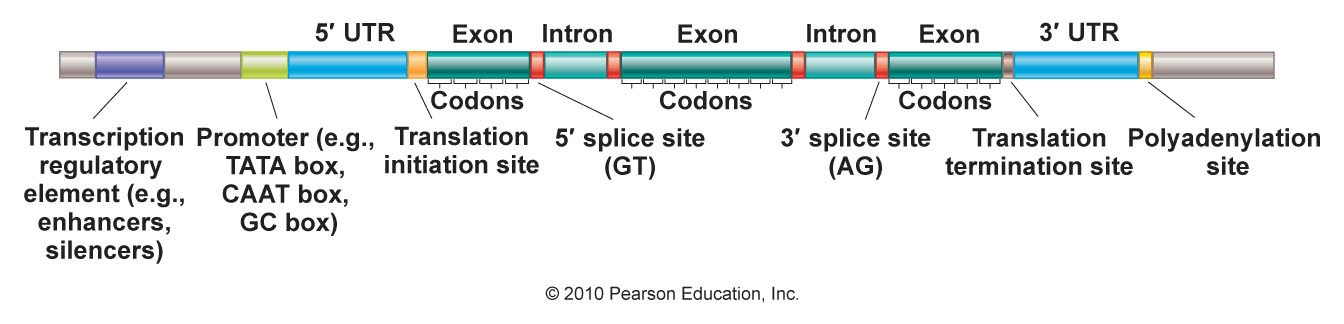 5′ UTR
Exon
Intron
Exon
Intron
Exon
3′ UTR
Codons
Codons
Codons
Transcription
regulatory
element (e.g.,
enhancers,
silencers)
Promoter (e.g.,
TATA box,
CAAT box,
GC box)
Translation
initiation site
5′ splice site
(GT)
3′ splice site
(AG)
Translation
termination site
Polyadenylation
site
© 2010 Pearson Education, Inc.